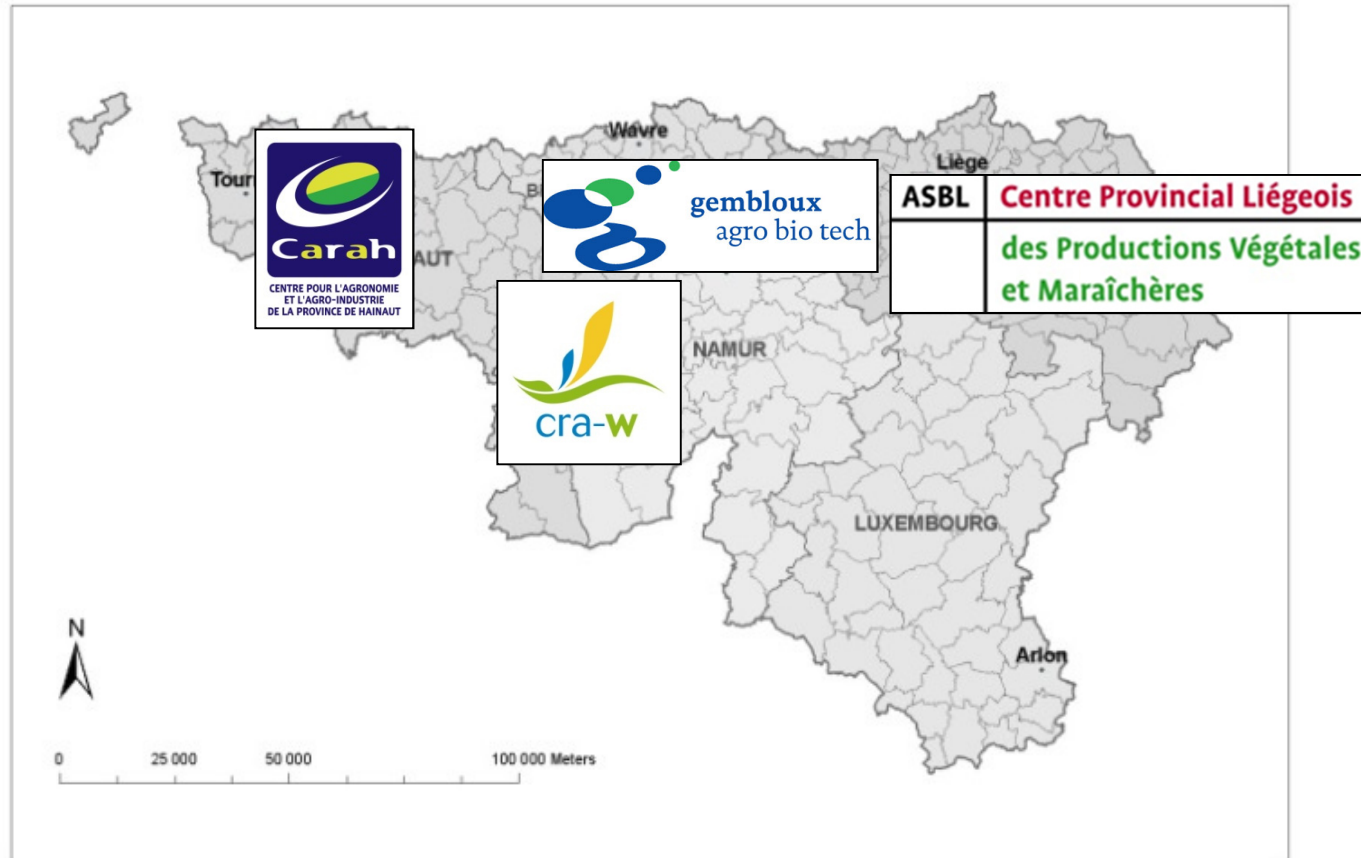 Wavre
Liège
Carah
CENTRE POUR L'AGRONOMIE
ET L'AGRO-INDUSTRIE
DE LA PROVINCE DE HAINAUT
gembloux
agro bio tech
ASBL Centre Provincial Liégeois
des Productions Végétales
et Maraîchères
NAMUR
cra-w
LUXEMBOURG
Arlon
N
0 25 000 50 000 100 000 Meters